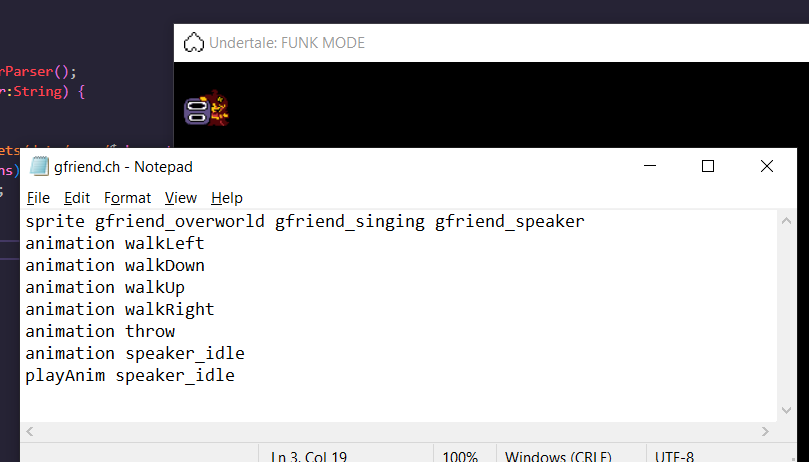 Undertale: FUNK MODE
rParser();
r:String) {
ns)
;
gfriend.ch - Notepad
File Edit Format View Help
sprite gfriend_overworld gfriend_singing gfriend_speaker
animation walkLeft
animation walkDown
animation walkUp
animation walkRight
animation throw
animation speaker_idle
playAnim speaker_idle
Ln 3, Col 19 100% Windows (CRLF) UTF-8